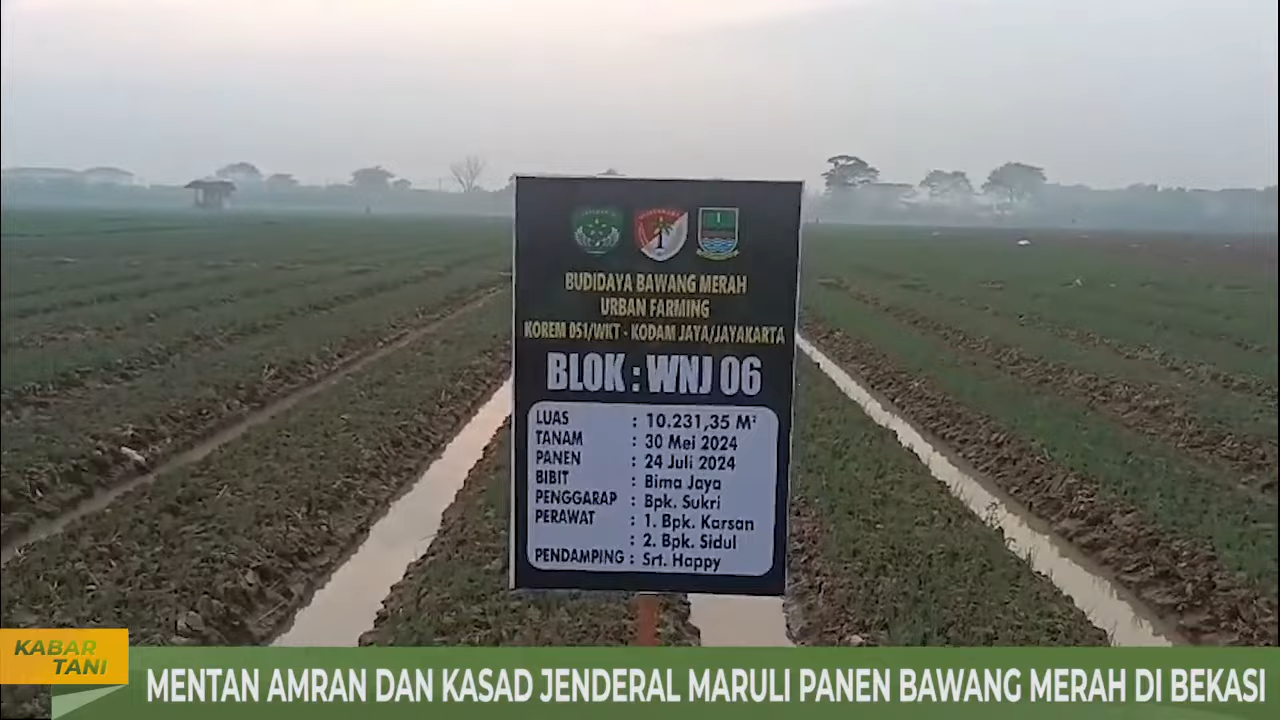 BUDIDAYA BAWANG MERAH
URBAN FARMING
KOREM 051/WKT - KODAM JAYA/JAYAKARTA
BLOK : WNJ 06
LUAS : 10.231,35 M²
TANAM : 30 Mei 2024
PANEN : 24 Juli 2024
BIBIT : Bima Jaya
PENGGARAP : Bpk. Sukri
PERAWAT : 1. Bpk. Karsan
: 2. Bpk. Sidul
PENDAMPING : Srt. Happy
KABAR
TANI
MENTAN AMRAN DAN KASAD JENDERAL MARULI PANEN BAWANG MERAH DI BEKASI